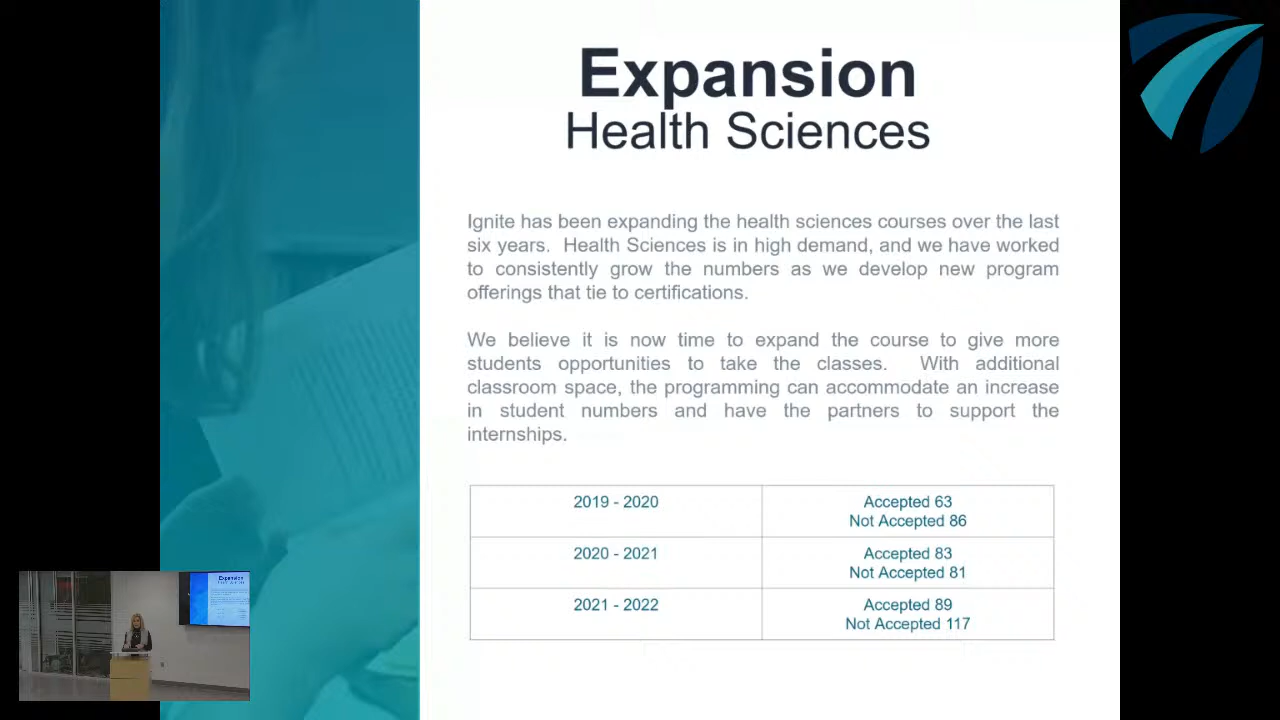 Expansion
Health Sciences
Ignite has been expanding the health sciences courses over the last
six years. Health Sciences is in high demand, and we have worked
to consistently grow the numbers as we develop new program
offerings that tie to certifications.
We believe it is now time to expand the course to give more
students opportunities to take the classes. With additional
classroom space, the programming can accommodate an increase
in student numbers and have the partners to support the
internships.
2019 - 2020
Accepted 63
Not Accepted 86
2020 - 2021
Accepted 83
Not Accepted 81
2021 - 2022
Accepted 89
Not Accepted 117
Expansion